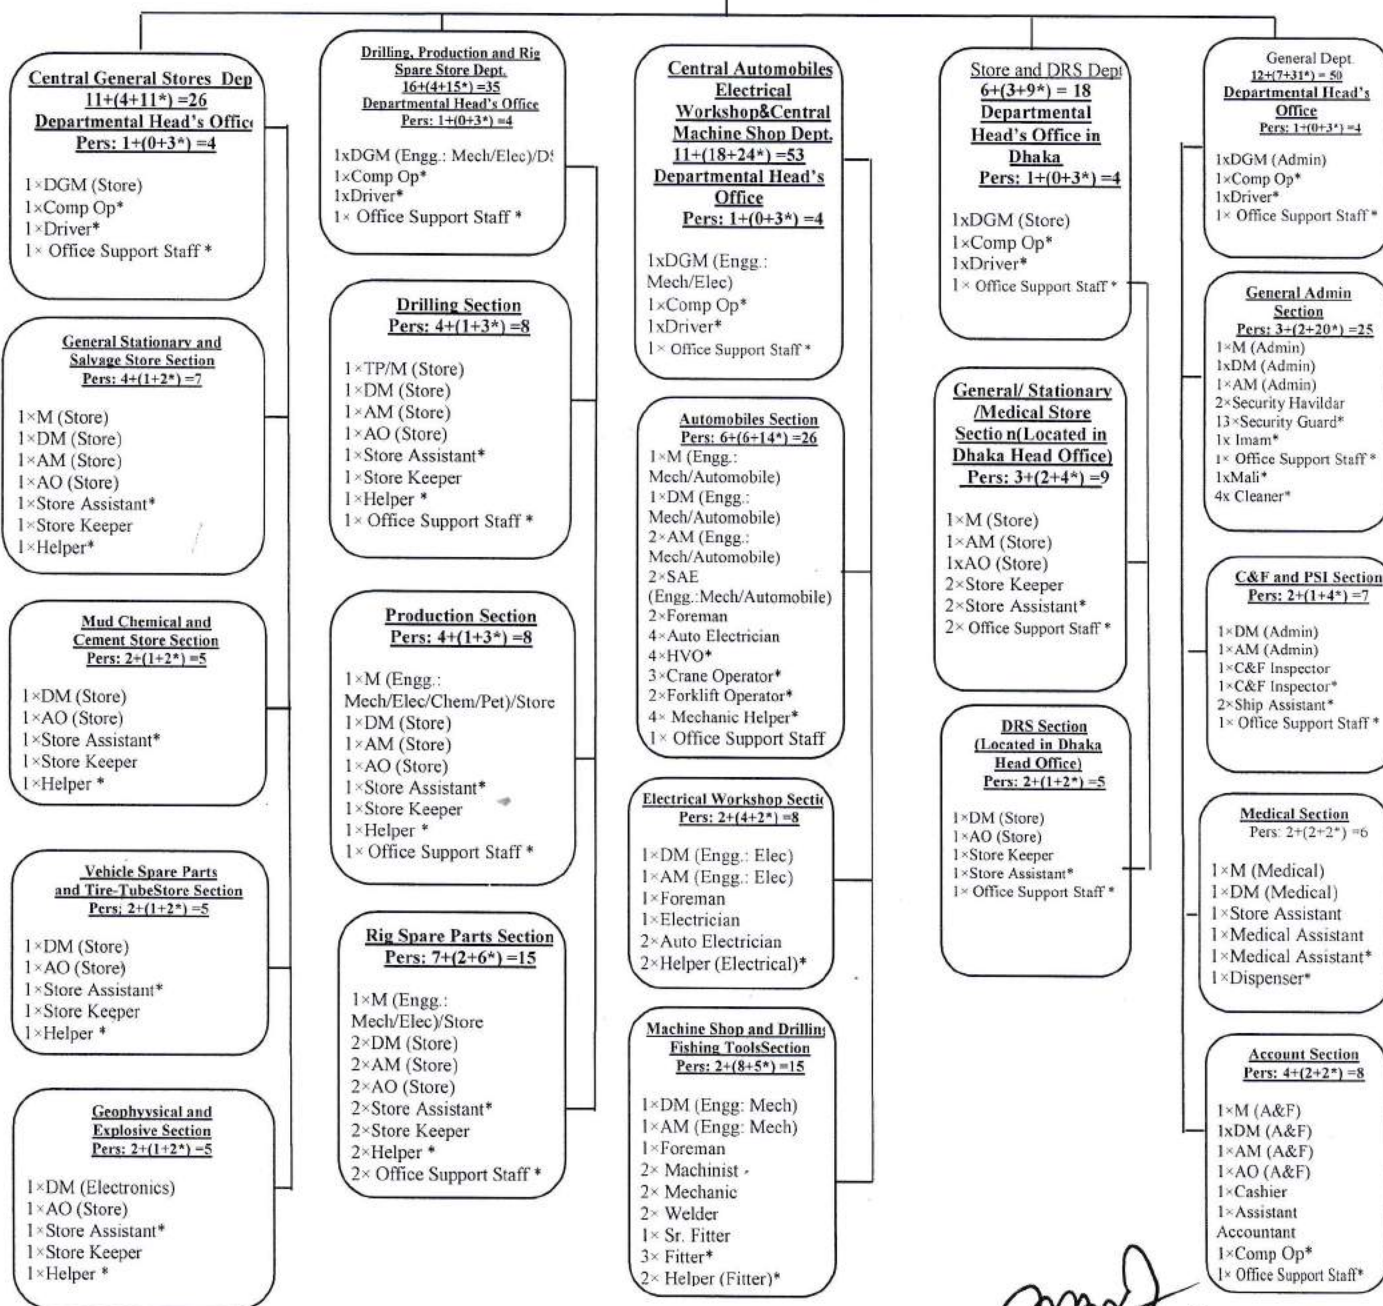 Central General Stores Dep
11+(4+11*) =26
Departmental Head's Office
Pers: 1+(0+3*) =4
1×DGM (Store)
1×Comp Op*
1×Driver*
1× Office Support Staff *
General Stationary and
Salvage Store Section
Pers: 4+(1+2*) =7
1×M (Store)
1×DM (Store)
1×AM (Store)
1×AO (Store)
1×Store Assistant*
1×Store Keeper
1×Helper*
Mud Chemical and
Cement Store Section
Pers: 2+(1+2*) =5
1×DM (Store)
1×AO (Store)
1×Store Assistant*
1×Store Keeper
1×Helper *
Vehicle Spare Parts
and Tire-TubeStore Section
Pers: 2+(1+2*) =5
1×DM (Store)
1×AO (Store)
1×Store Assistant*
1×Store Keeper
1×Helper *
Geophyysical and
Explosive Section
Pers: 2+(1+2*) =5
1×DM (Electronics)
1×AO (Store)
1×Store Assistant*
1×Store Keeper
1×Helper *
Drilling, Production and Rig
Spare Store Dept.
16+(4+15*) =35
Departmental Head's Office
Pers: 1+(0+3*) =4
1xDGM (Engg.: Mech/Elec)/DS
1×Comp Op*
1xDriver*
1× Office Support Staff *
Drilling Section
Pers: 4+(1+3*) =8
1×TP/M (Store)
1×DM (Store)
1×AM (Store)
1×AO (Store)
1×Store Assistant*
1×Store Keeper
1×Helper *
1× Office Support Staff *
Production Section
Pers: 4+(1+3*) =8
1×M (Engg.:
Mech/Elec/Chem/Pet)/Store
1×DM (Store)
1×AM (Store)
1×AO (Store)
1×Store Assistant*
1×Store Keeper
1×Helper *
1× Office Support Staff *
Rig Spare Parts Section
Pers: 7+(2+6*) =15
1×M (Engg.:
Mech/Elec)/Store
2×DM (Store)
2×AM (Store)
2×AO (Store)
2×Store Assistant*
2×Store Keeper
2×Helper *
2× Office Support Staff *
Central Automobiles
Electrical
Workshop&Central
Machine Shop Dept.
11+(18+24*) =53
Departmental Head's
Office
Pers: 1+(0+3*) =4
1xDGM (Engg.:
Mech/Elec)
1×Comp Op*
1xDriver*
1× Office Support Staff *
Automobiles Section
Pers: 6+(6+14*) =26
1×M (Engg.:
Mech/Automobile)
1×DM (Engg.:
Mech/Automobile)
2×AM (Engg.:
Mech/Automobile)
2×SAE
(Engg.:Mech/Automobile)
2×Foreman
4×Auto Electrician
4×HVO*
3×Crane Operator*
2×Forklift Operator*
4× Mechanic Helper*
1× Office Support Staff
Electrical Workshop Sectio
Pers: 2+(4+2*) =8
1×DM (Engg.: Elec)
1×AM (Engg.: Elec)
1×Foreman
1×Electrician
2×Auto Electrician
2×Helper (Electrical)*
Machine Shop and Drilling
Fishing ToolsSection
Pers: 2+(8+5*) =15
1×DM (Engg: Mech)
1×AM (Engg: Mech)
1×Foreman
2× Machinist
2× Mechanic
2× Welder
1× Sr. Fitter
3× Fitter*
2× Helper (Fitter)*
Store and DRS Dept
6+(3+9*) = 18
Departmental
Head's Office in
Dhaka
Pers: 1+(0+3*) =4
1xDGM (Store)
1×Comp Op*
1xDriver*
1× Office Support Staff *
General/ Stationary
/Medical Store
Section(Located in
Dhaka Head Office)
Pers: 3+(2+4*) =9
1×M (Store)
1×AM (Store)
1xAO (Store)
2×Store Keeper
2×Store Assistant*
2× Office Support Staff *
DRS Section
(Located in Dhaka
Head Office)
Pers: 2+(1+2*) =5
1×DM (Store)
1×AO (Store)
1×Store Keeper
1×Store Assistant*
1× Office Support Staff *
General Dept.
12+(7+31*) = 50
Departmental Head's
Office
Pers: 1+(0+3*) =4
1xDGM (Admin)
1×Comp Op*
1xDriver*
1× Office Support Staff *
General Admin
Section
Pers: 3+(2+20*) =25
1×M (Admin)
1xDM (Admin)
1×AM (Admin)
2×Security Havildar
13×Security Guard*
1x Imam*
1× Office Support Staff *
1xMali*
4x Cleaner*
C&F and PSI Section
Pers: 2+(1+4*) =7
1×DM (Admin)
1×AM (Admin)
1×C&F Inspector
1×C&F Inspector*
2×Ship Assistant*
1× Office Support Staff *
Medical Section
Pers: 2+(2+2*) =6
1×M (Medical)
1×DM (Medical)
1×Store Assistant
1×Medical Assistant
1×Medical Assistant*
1×Dispenser*
Account Section
Pers: 4+(2+2*) =8
1×M (A&F)
1xDM (A&F)
1×AM (A&F)
1×AO (A&F)
1×Cashier
1×Assistant
Accountant
1×Comp Op*
1× Office Support Staff*